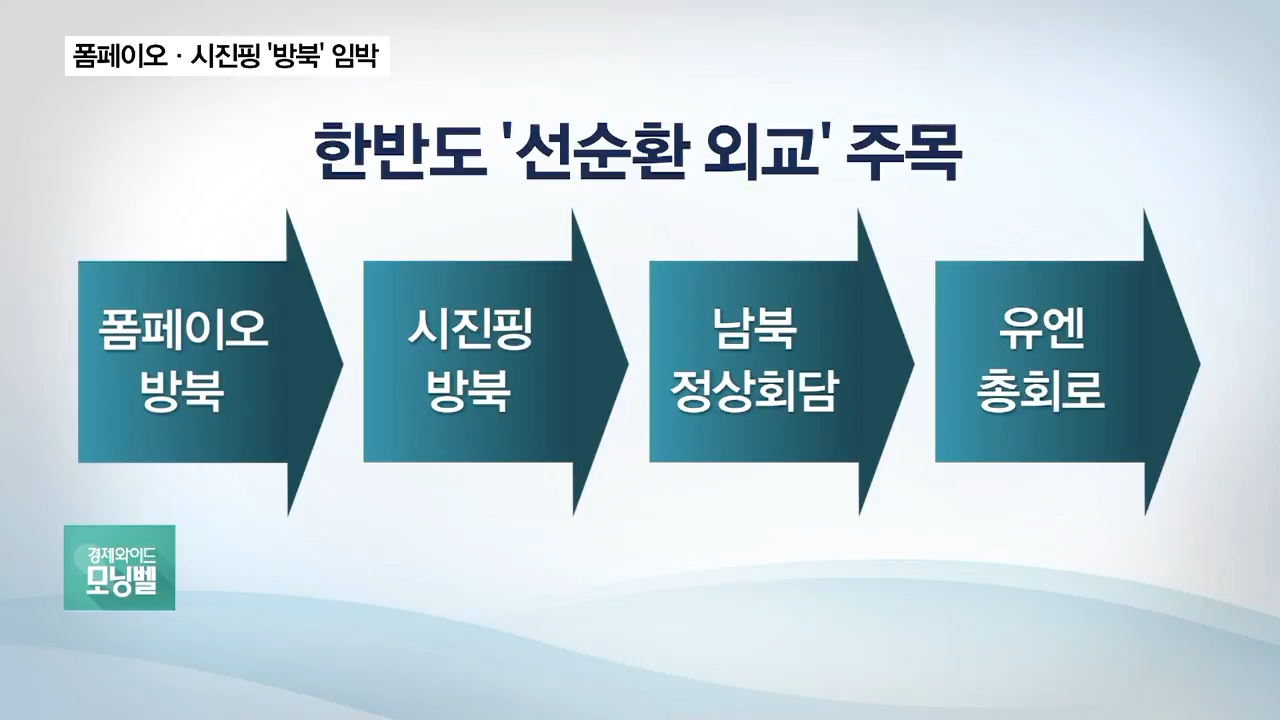 폼페이오 · 시진핑 '방북' 임박
한반도 '선순환 외교' 주목
폼페이오
방북
시진핑
방북
남북
정상회담
유엔
총회로
경제와이드
모닝벨